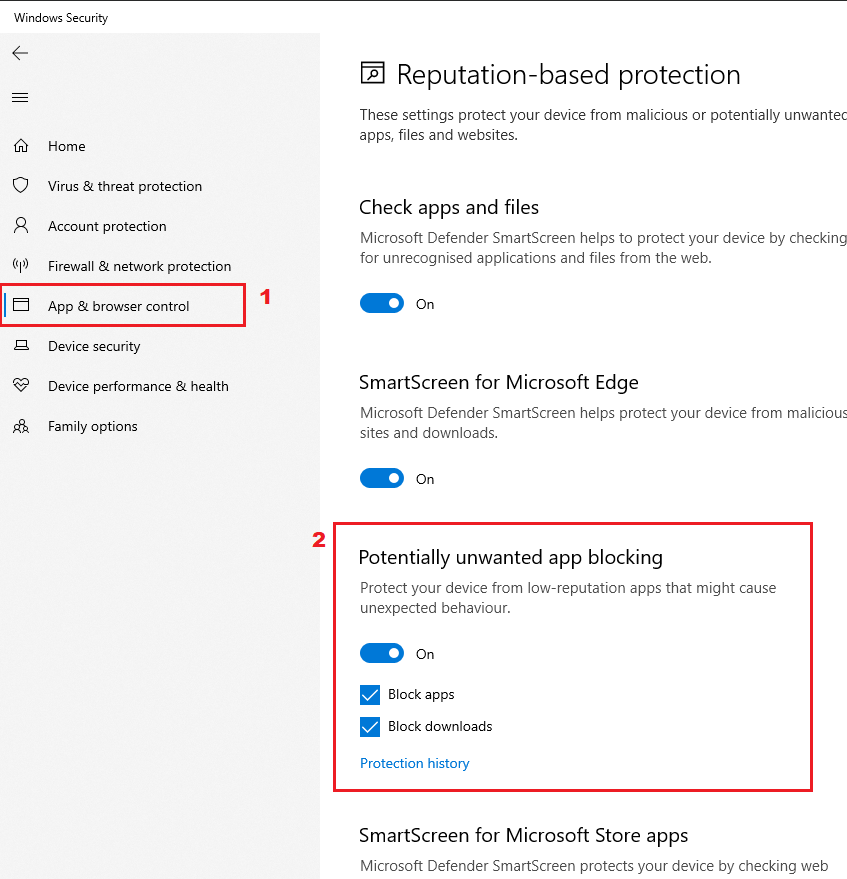 Windows Security
Home
Virus & threat protection
Account protection
Firewall & network protection
App & browser control
1
Device security
Device performance & health
Family options
Reputation-based protection
These settings protect your device from malicious or potentially unwanted
apps, files and websites.
Check apps and files
Microsoft Defender SmartScreen helps to protect your device by checking
for unrecognised applications and files from the web.
On
SmartScreen for Microsoft Edge
Microsoft Defender SmartScreen helps protect your device from malicious
sites and downloads.
On
2
Potentially unwanted app blocking
Protect your device from low-reputation apps that might cause
unexpected behaviour.
On
Block apps
Block downloads
Protection history
SmartScreen for Microsoft Store apps
Microsoft Defender SmartScreen protects your device by checking web